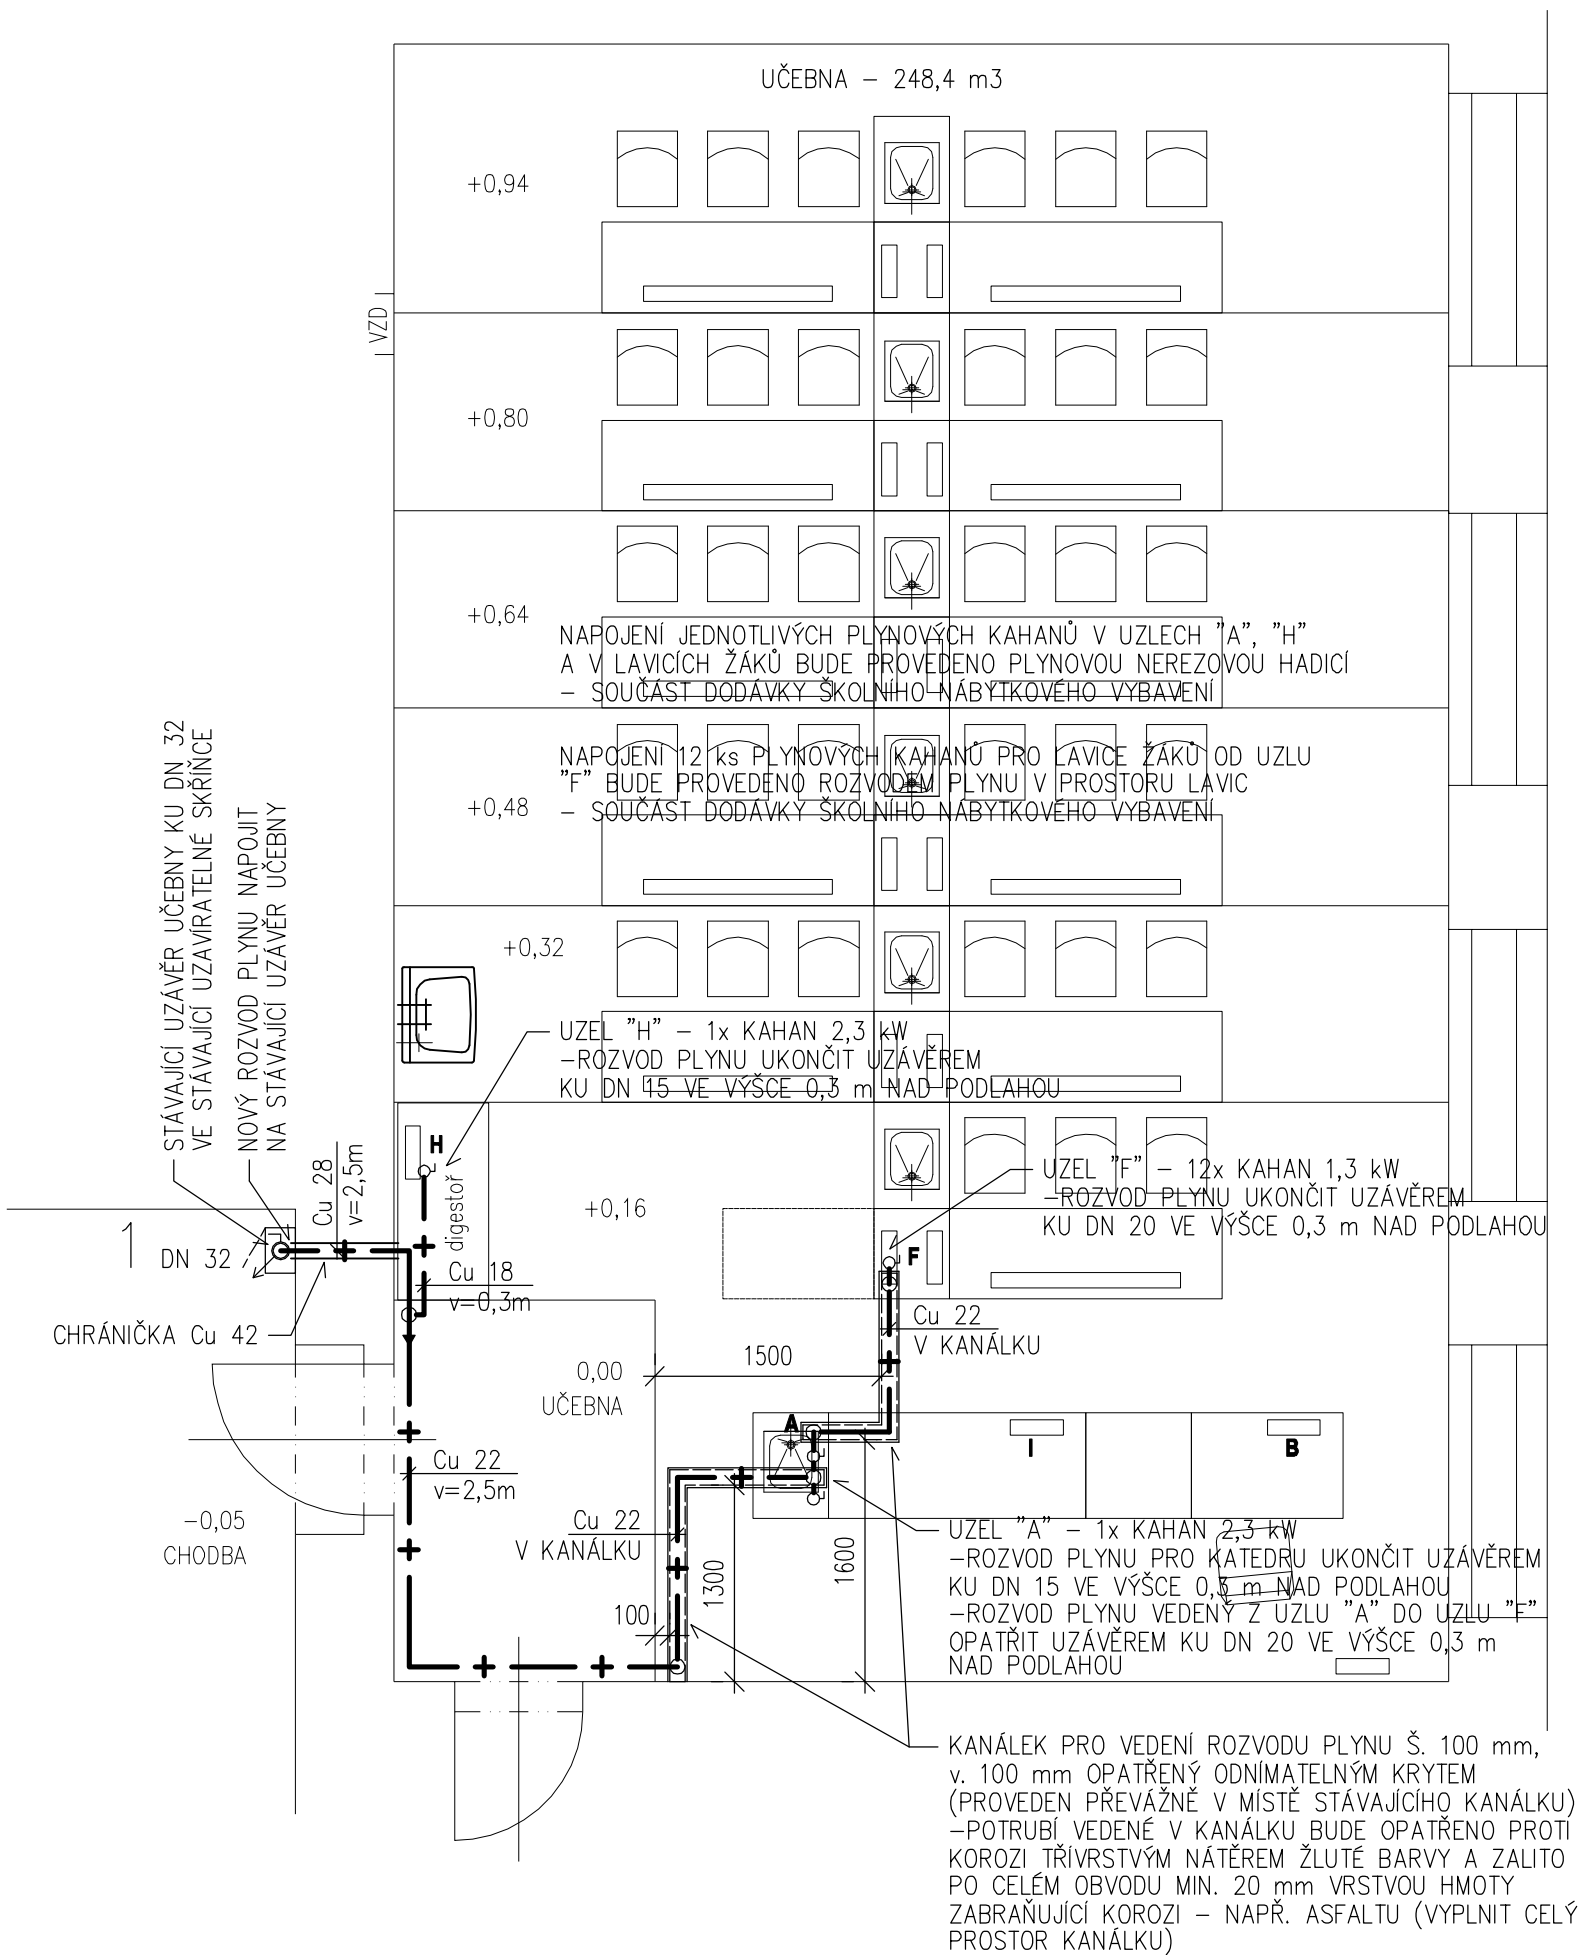 UČEBNA – 248,4 m3
+0,94
VZD
+0,80
+0,64
NAPOJENÍ JEDNOTLIVÝCH PLYNOVÝCH KAHANŮ V UZLECH "A", "H"
A V LAVICÍCH ŽÁKŮ BUDE PROVEDENO PLYNOVOU NEREZOVOU HADICÍ
– SOUČÁST DODÁVKY ŠKOLNÍHO NÁBYTKOVÉHO VYBAVENÍ
NAPOJENÍ 12 ks PLYNOVÝCH KAHANŮ PRO LAVICE ŽÁKŮ OD UZLU
"F" BUDE PROVEDENO ROZVODEM PLYNU V PROSTORU LAVIC
– SOUČÁST DODÁVKY ŠKOLNÍHO NÁBYTKOVÉHO VYBAVENÍ
+0,48
STÁVAJÍCÍ UZÁVĚR UČEBNY KU DN 32
VE STÁVAJÍCÍ UZAVÍRATELNÉ SKŘÍŇCE
NOVÝ ROZVOD PLYNU NAPOJIT
NA STÁVAJÍCÍ UZÁVĚR UČEBNY
+0,32
UZEL "H" – 1x KAHAN 2,3 kW
–ROZVOD PLYNU UKONČIT UZÁVĚREM
KU DN 15 VE VÝŠCE 0,3 m NAD PODLAHOU
H
digestoř
Cu 28
v=2,5m
+0,16
UZEL "F" – 12x KAHAN 1,3 kW
–ROZVOD PLYNU UKONČIT UZÁVĚREM
KU DN 20 VE VÝŠCE 0,3 m NAD PODLAHOU
F
1
DN 32
Cu 18
v=0,3m
CHRÁNIČKA Cu 42
Cu 22
V KANÁLKU
1500
0,00
UČEBNA
A
I
B
Cu 22
v=2,5m
-0,05
CHODBA
Cu 22
V KANÁLKU
1300
1600
100
UZEL "A" – 1x KAHAN 2,3 kW
–ROZVOD PLYNU PRO KATEDRU UKONČIT UZÁVĚREM
KU DN 15 VE VÝŠCE 0,3 m NAD PODLAHOU
–ROZVOD PLYNU VEDENÝ Z UZLU "A" DO UZLU "F"
OPATŘIT UZÁVĚREM KU DN 20 VE VÝŠCE 0,3 m
NAD PODLAHOU
KANÁLEK PRO VEDENÍ ROZVODU PLYNU Š. 100 mm,
v. 100 mm OPATŘENÝ ODNÍMATELNÝM KRYTEM
(PROVEDEN PŘEVÁŽNĚ V MÍSTĚ STÁVAJÍCÍHO KANÁLKU)
–POTRUBÍ VEDENÉ V KANÁLKU BUDE OPATŘENO PROTI
KOROZI TŘÍVRSTVÝM NÁTĚREM ŽLUTÉ BARVY A ZALITO
PO CELÉM OBVODU MIN. 20 mm VRSTVOU HMOTY
ZABRAŇUJÍCÍ KOROZI – NAPŘ. ASFALTU (VYPLNIT CELÝ
PROSTOR KANÁLKU)